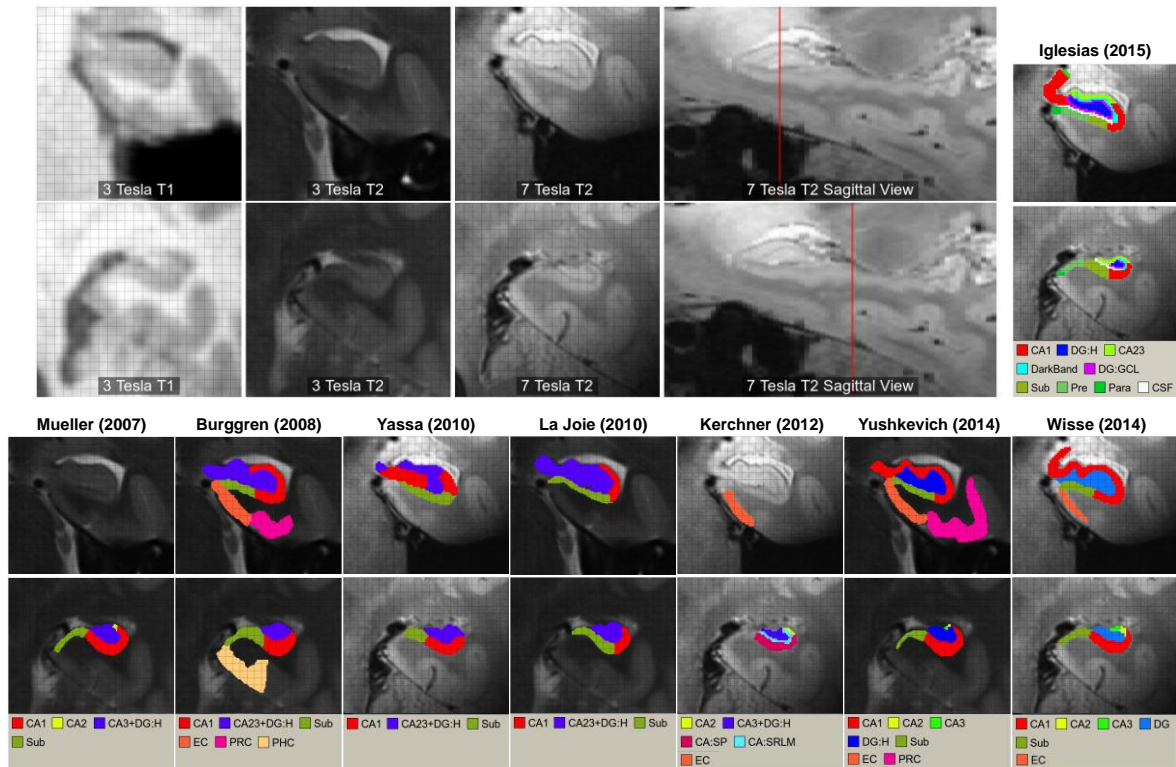 3 Tesla T1
3 Tesla T2
7 Tesla T2
7 Tesla T2 Sagittal View
3 Tesla T1
3 Tesla T2
7 Tesla T2
7 Tesla T2 Sagittal View
Iglesias (2015)
CA1 DG:H CA23
DarkBand DG:GCL
Sub Pre Para CSF
Mueller (2007)
CA1 CA2 CA3+DG:H
Sub
Burggren (2008)
CA1 CA23+DG:H Sub
EC PRC PHC
Yassa (2010)
CA1 CA23+DG:H Sub
La Joie (2010)
CA1 CA23+DG:H Sub
Kerchner (2012)
CA2 CA3+DG:H
CA:SP CA:SRLM
EC
Yushkevich (2014)
CA1 CA2 CA3
DG:H Sub
EC PRC
Wisse (2014)
CA1 CA2 CA3 DG
Sub
EC